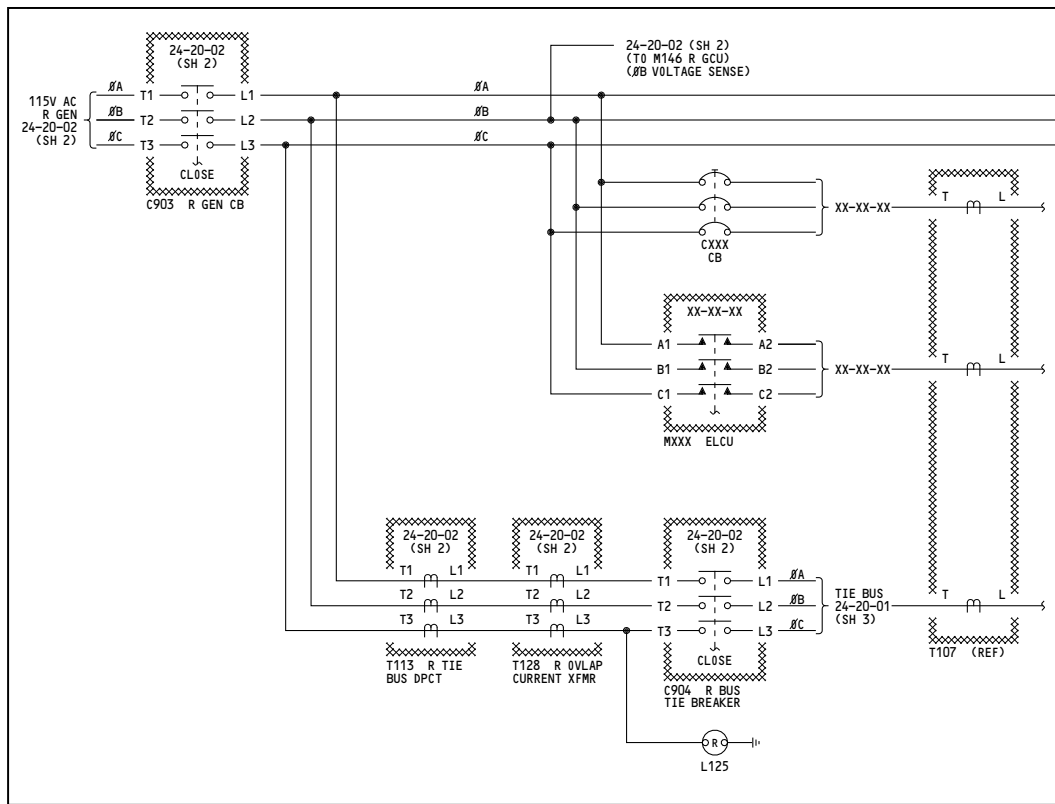 24-20-02
(SH 2)
115V AC
R GEN
24-20-02
(SH 2)
ØA
ØB
ØC
T1
T2
T3
L1
L2
L3
CLOSE
C903 R GEN CB
ØA
ØB
ØC
24-20-02 (SH 2)
(TO M146 R GCU)
(ØB VOLTAGE SENSE)
CXXX
CB
XX-XX-XX
T L
XX-XX-XX
A1 A2
B1 B2
C1 C2
MXXX ELCU
XX-XX-XX
T L
24-20-02
(SH 2)
T1 L1
T2 L2
T3 L3
T113 R TIE
BUS DPCT
24-20-02
(SH 2)
T1 L1
T2 L2
T3 L3
T128 R OVLAP
CURRENT XFMR
24-20-02
(SH 2)
T1 L1 ØA
T2 L2 ØB
T3 L3 ØC
CLOSE
C904 R BUS
TIE BREAKER
TIE BUS
24-20-01
(SH 3)
T L
T107 (REF)
R
L125